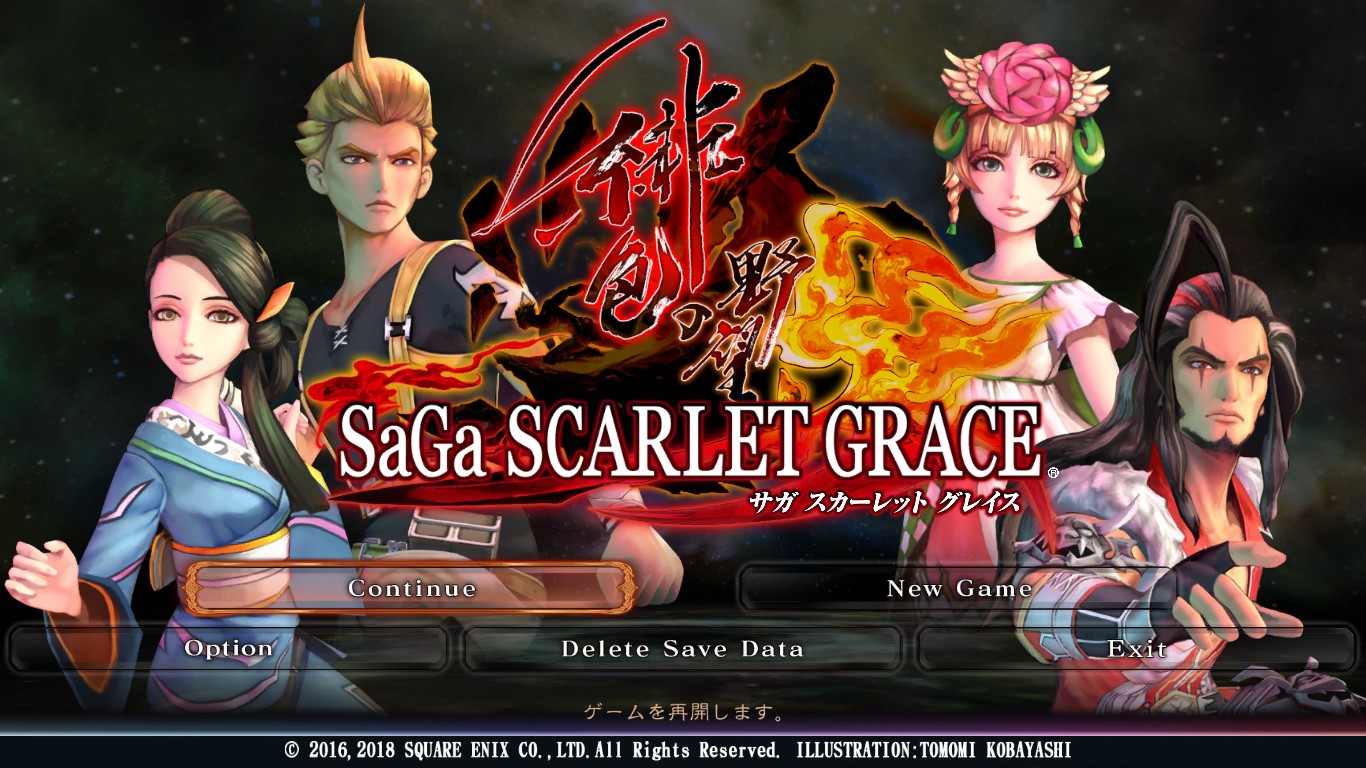 緋色の野望
SaGa SCARLET GRACE®
サガ スカーレット グレイス
Continue
New Game
Option
Delete Save Data
Exit
ゲームを再開します。
© 2016,2018 SQUARE ENIX CO.,LTD.All Rights Reserved. ILLUSTRATION:TOMOMI KOBAYASHI